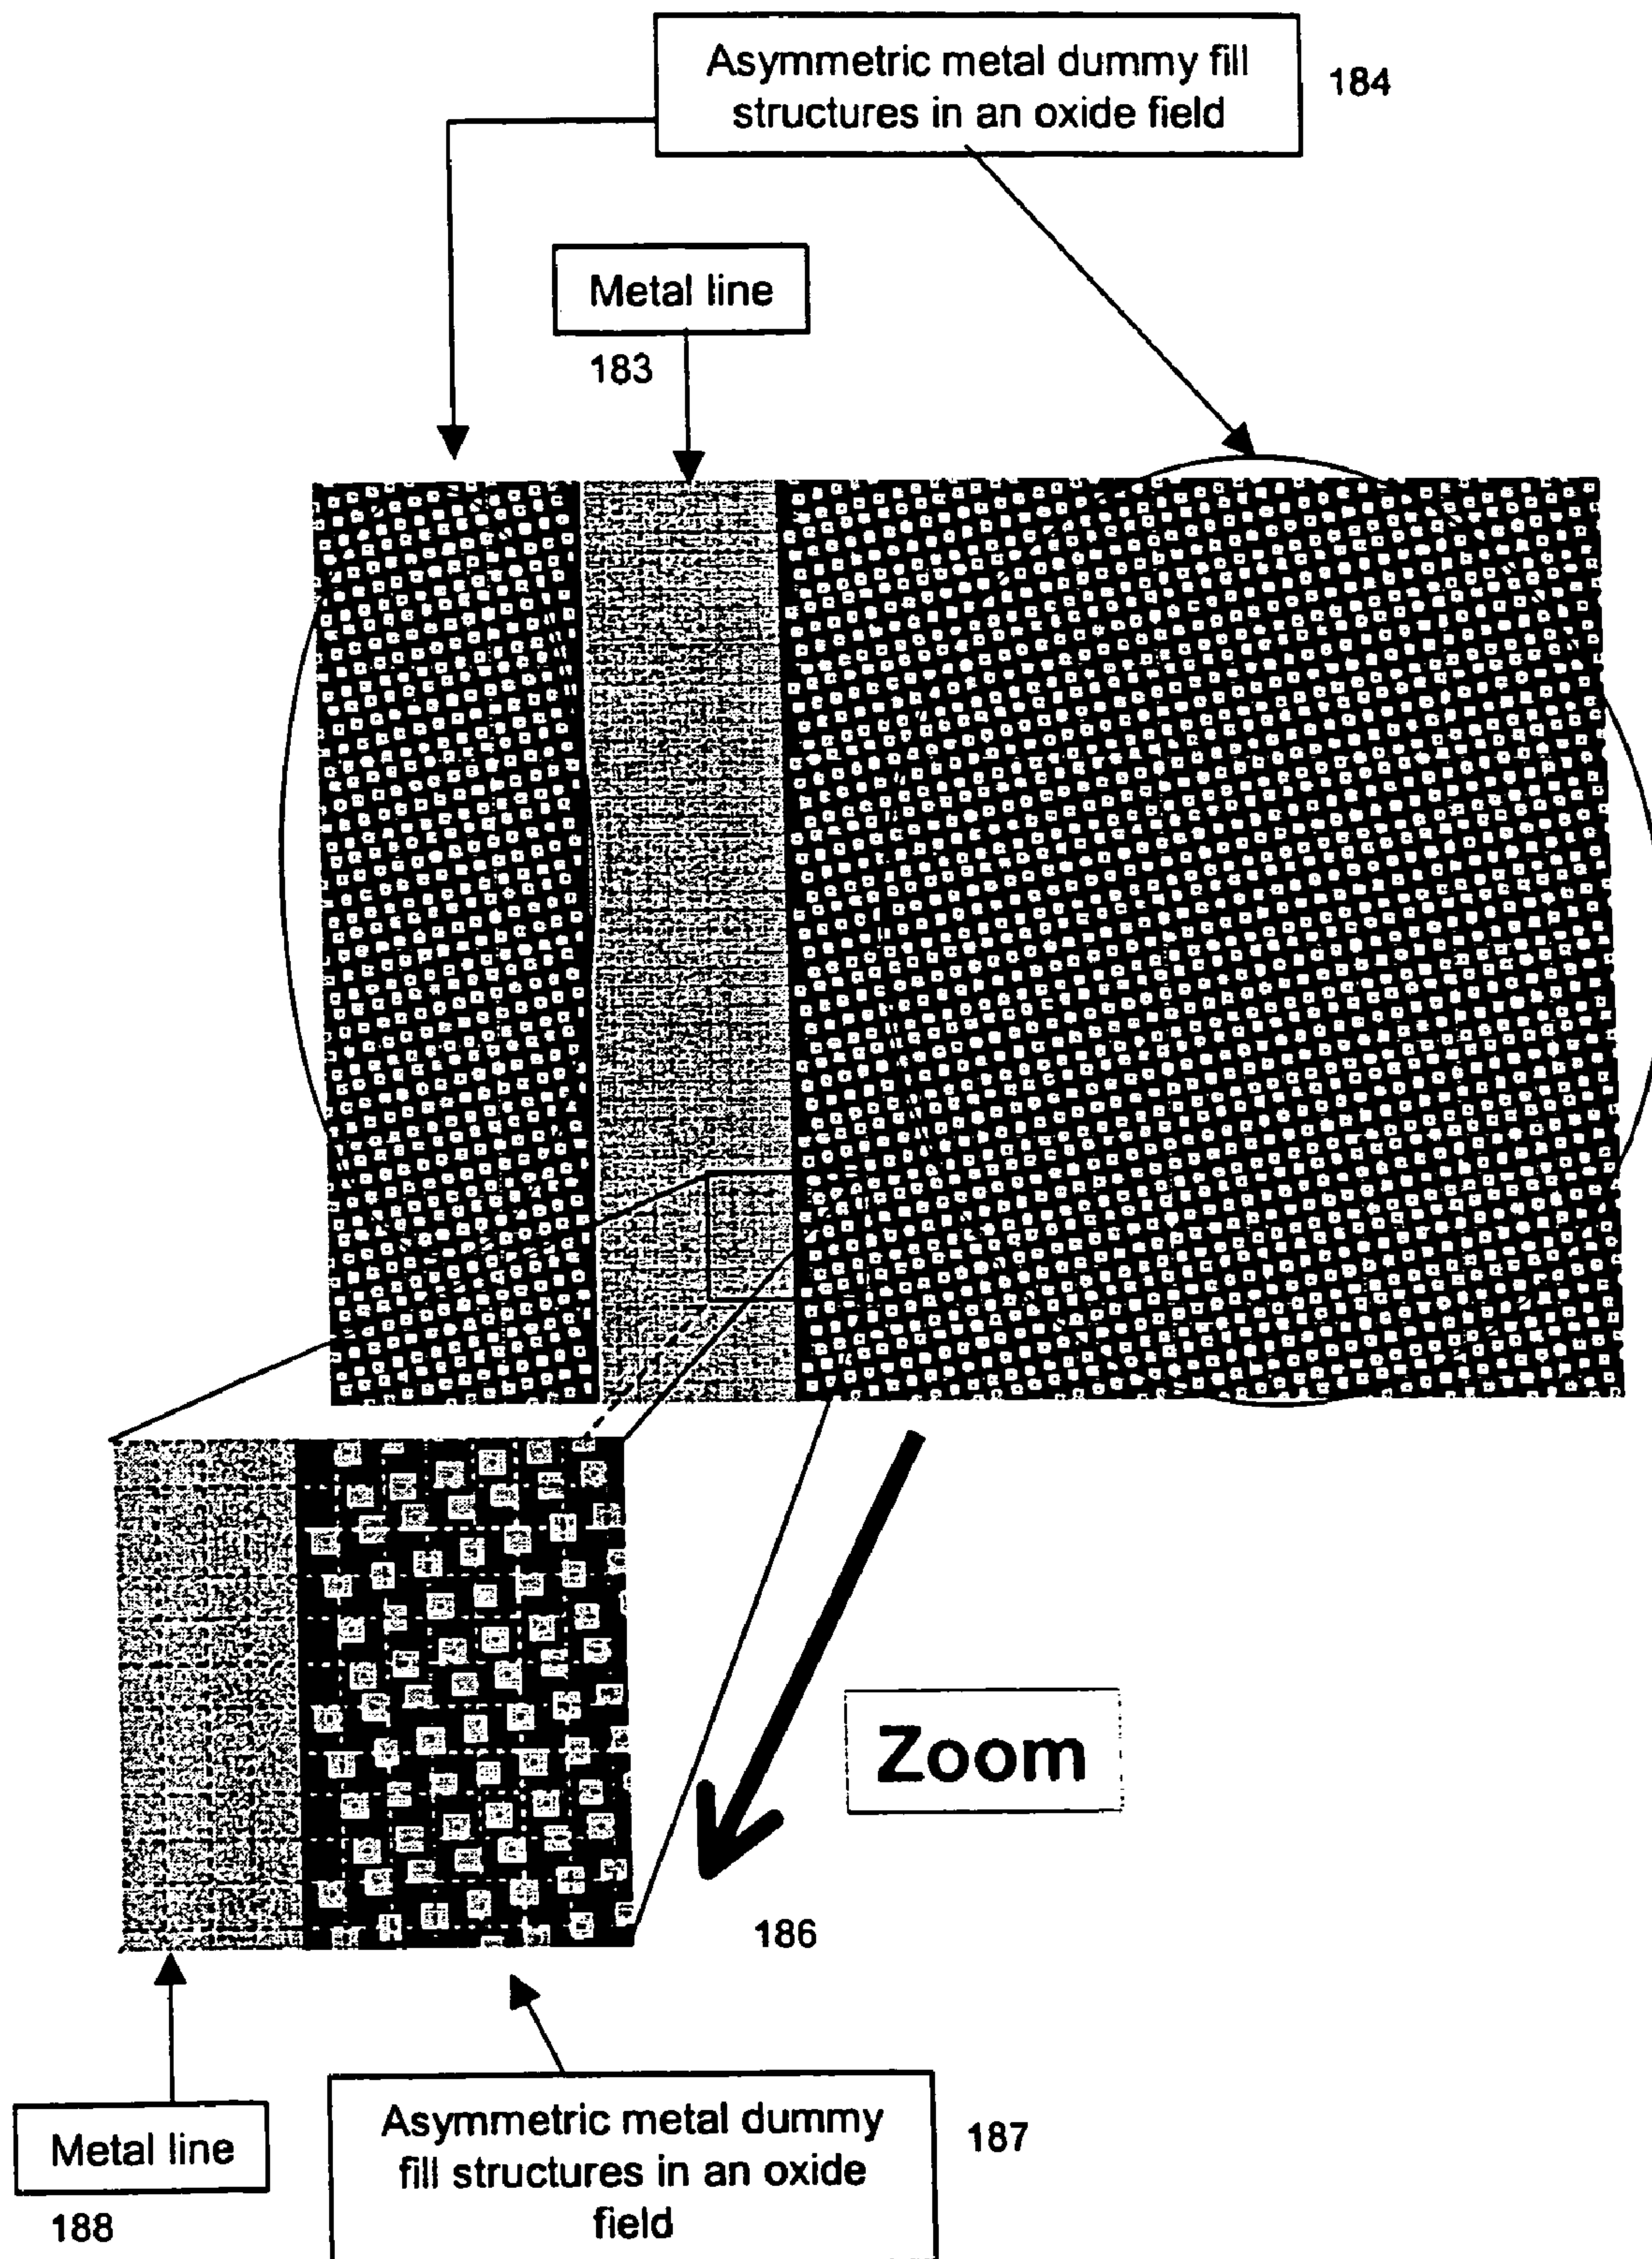 Asymmetric metal dummy fill
structures in an oxide field
184
Metal line
183
Zoom
186
Metal line
188
Asymmetric metal dummy
fill structures in an oxide
field
187